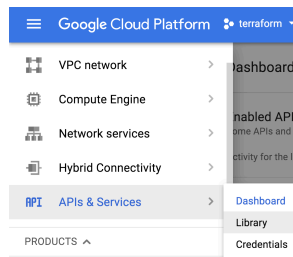 Google Cloud Platform terraform
VPC network
Dashboard
Compute Engine
nabled API
Network services
ome APIs and
Hybrid Connectivity
ctivity for the l
API APIs & Services
Dashboard
Library
PRODUCTS
Credentials